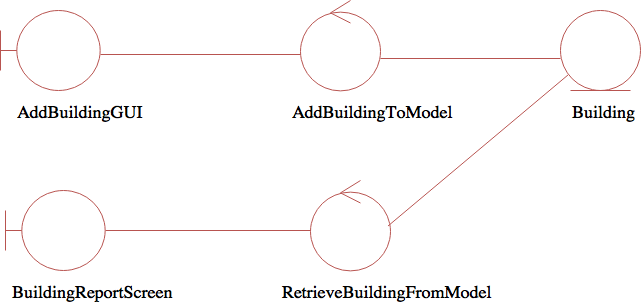 AddBuildingGUI
AddBuildingToModel
Building
BuildingReportScreen
RetrieveBuildingFromModel